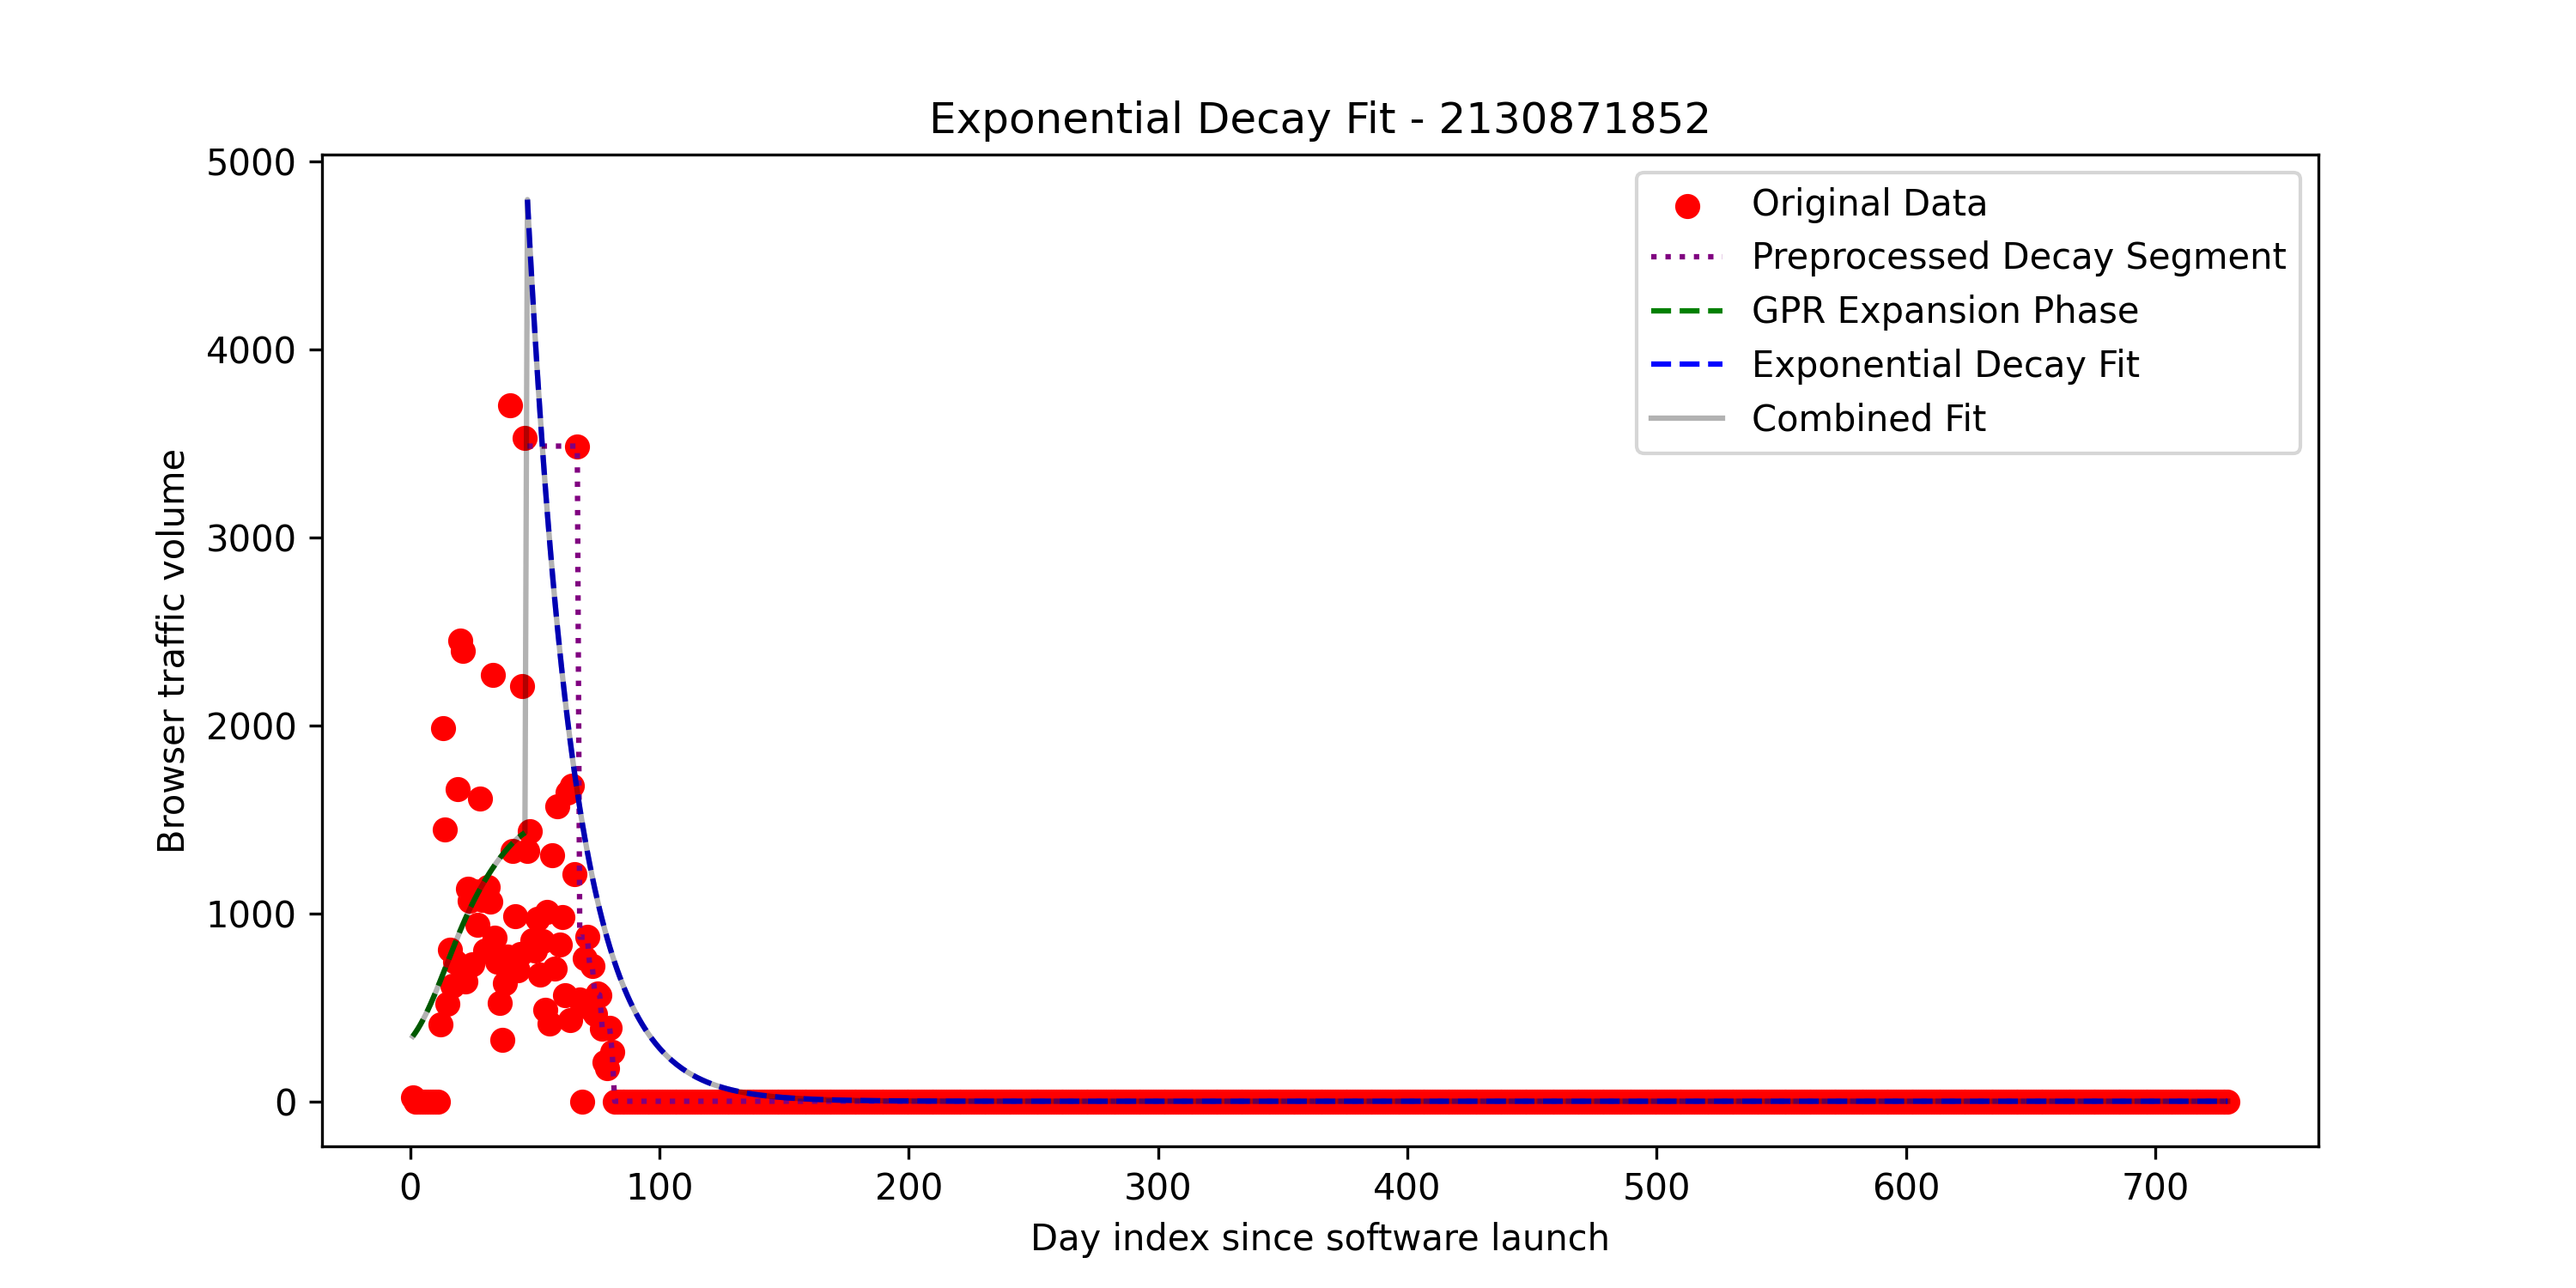 Exponential Decay Fit - 2130871852
Browser traffic volume
5000
4000
3000
2000
1000
0
Original Data
Preprocessed Decay Segment
GPR Expansion Phase
Exponential Decay Fit
Combined Fit
0 100 200 300 400 500 600 700
Day index since software launch